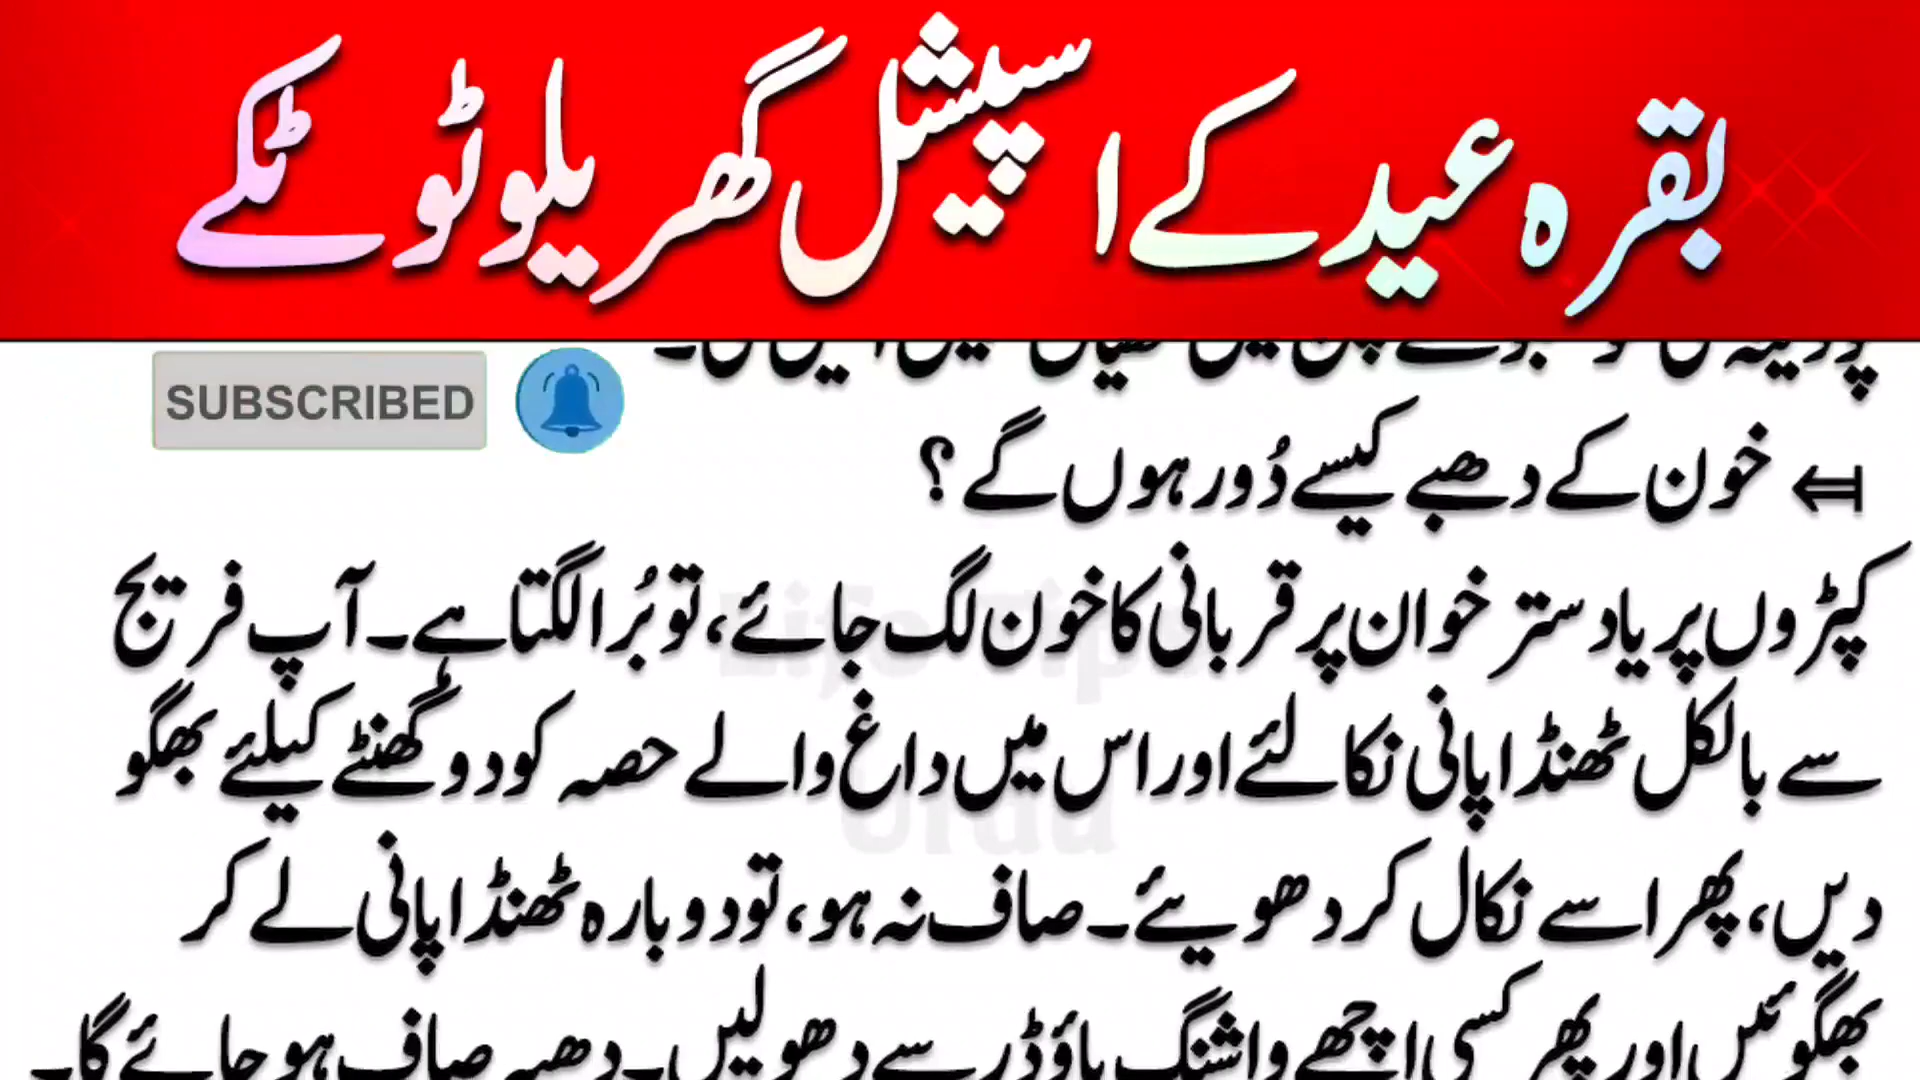 بقرہ عید کے اسپیشل گھریلو ٹوٹکے
SUBSCRIBED
⇐ خون کے دھبے کیسے دُور ہوں گے؟
کپڑوں پر یا دستر خوان پر قربانی کا خون لگ جائے، تو بُرا لگتا ہے۔ آپ فریج
سے بالکل ٹھنڈا پانی نکالئے اور اس میں داغ والے حصہ کو دو گھنٹے کیلئے بھگو
دیں، پھر اسے نکال کر دھویئے۔ صاف نہ ہو، تو دوبارہ ٹھنڈا پانی لے کر
بھگوئیں اور پھر کسی اچھے واشنگ پاؤڈر سے دھو لیں۔ دھبہ صاف ہو جائے گا۔
Life Tips
Urdu